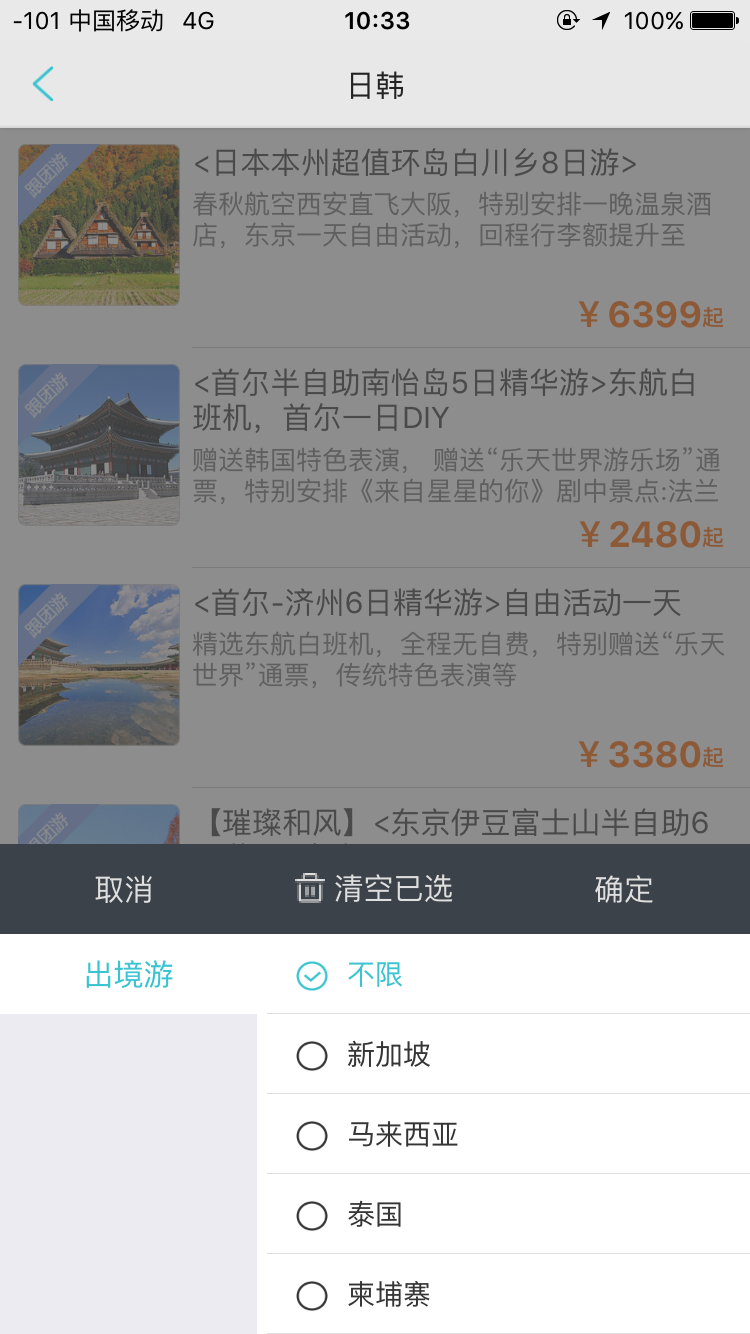 -101 中国移动 4G 10:33 100%
日韩
跟团游
<日本本州超值环岛白川乡8日游>
春秋航空西安直飞大阪，特别安排一晚温泉酒
店，东京一天自由活动，回程行李额提升至
¥ 6399起
跟团游
<首尔半自助南怡岛5日精华游>东航白
班机，首尔一日DIY
赠送韩国特色表演， 赠送“乐天世界游乐场”通
票，特别安排《来自星星的你》剧中景点:法兰
¥ 2480起
跟团游
<首尔-济州6日精华游>自由活动一天
精选东航白班机，全程无自费，特别赠送“乐天
世界”通票，传统特色表演等
¥ 3380起
跟团游
【璀璨和风】<东京伊豆富士山半自助6
取消 清空已选 确定
出境游
不限
新加坡
马来西亚
泰国
柬埔寨